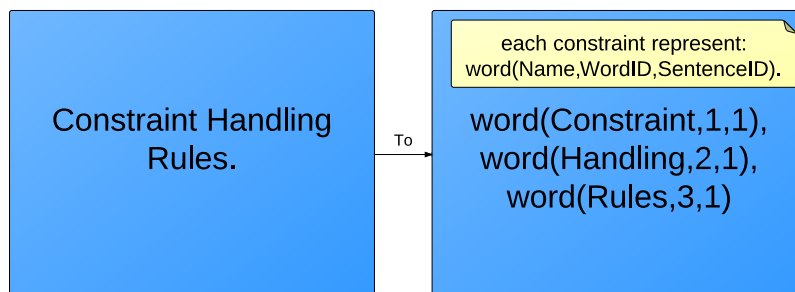 Constraint Handling
Rules.
To
each constraint represent:
word(Name,WordID,SentenceID).
word(Constraint,1,1),
word(Handling,2,1),
word(Rules,3,1)